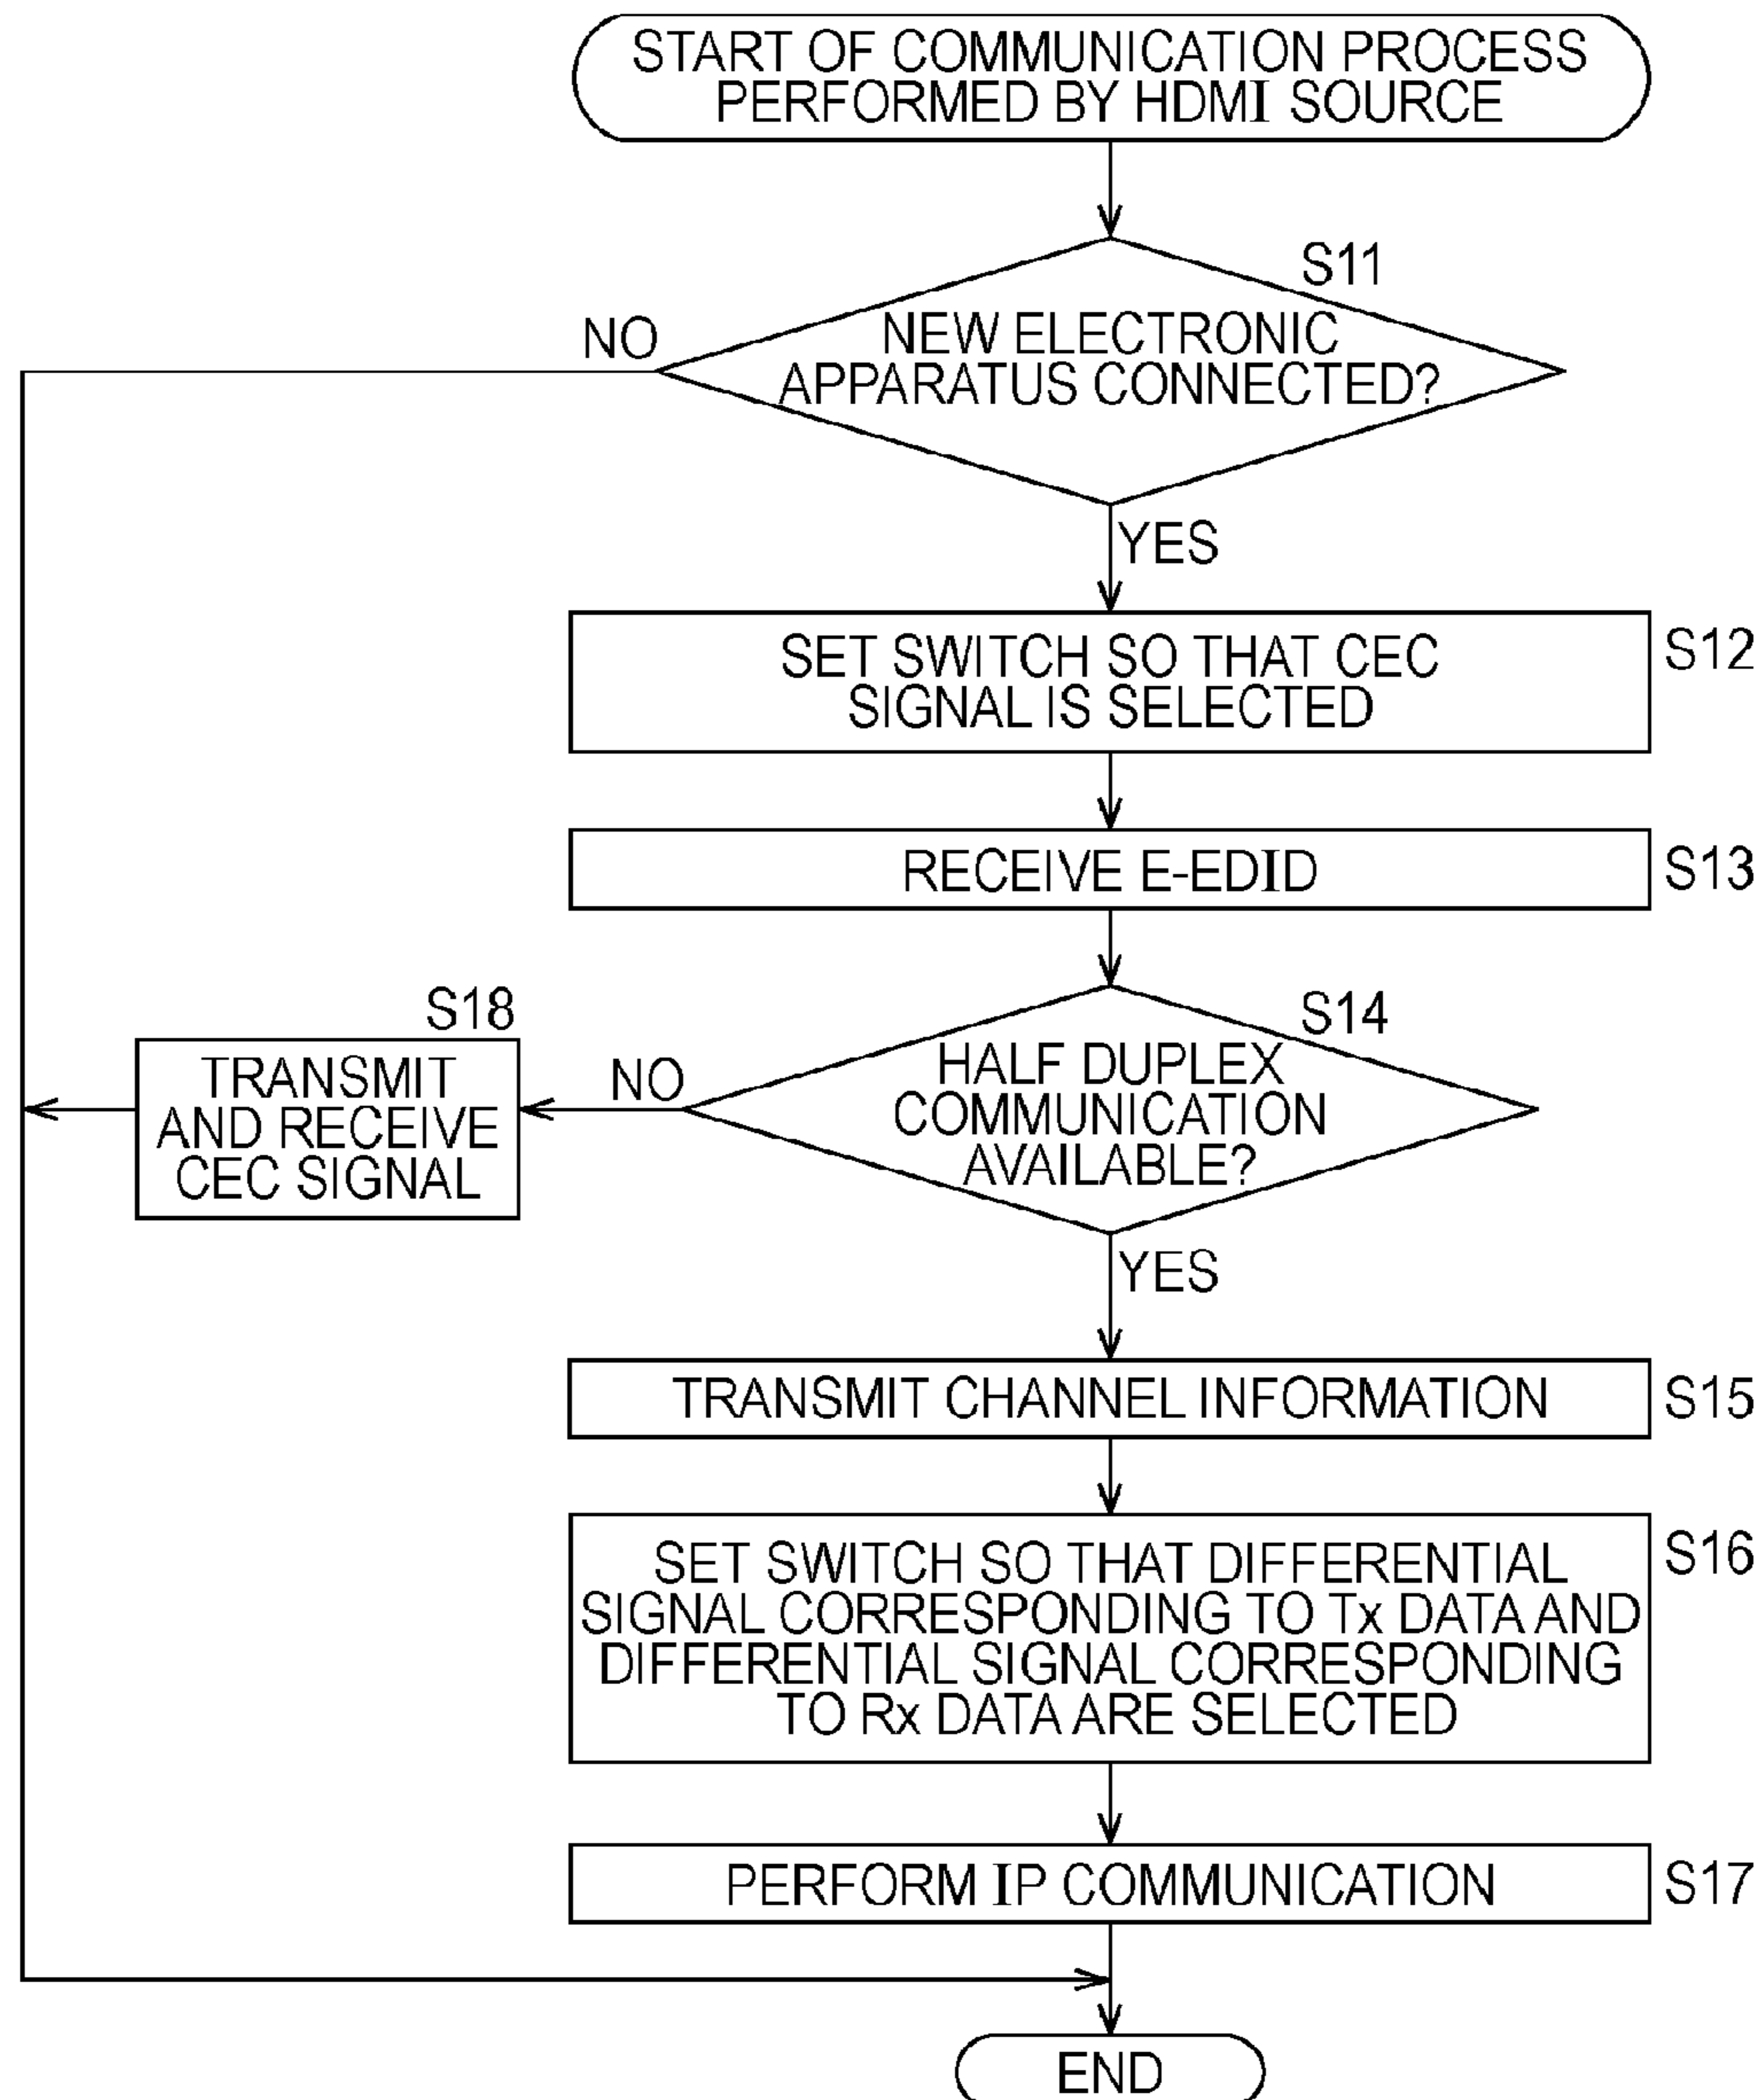 START OF COMMUNICATION PROCESS
PERFORMED BY HDMI SOURCE
S11
NO
NEW ELECTRONIC
APPARATUS CONNECTED?
YES
S12
SET SWITCH SO THAT CEC
SIGNAL IS SELECTED
RECEIVE E-EDID
S13
S18
S14
TRANSMIT
AND RECEIVE
CEC SIGNAL
NO
HALF DUPLEX
COMMUNICATION
AVAILABLE?
YES
TRANSMIT CHANNEL INFORMATION
S15
S16
SET SWITCH SO THAT DIFFERENTIAL
SIGNAL CORRESPONDING TO Tx DATA AND
DIFFERENTIAL SIGNAL CORRESPONDING
TO Rx DATA ARE SELECTED
PERFORM IP COMMUNICATION
S17
END